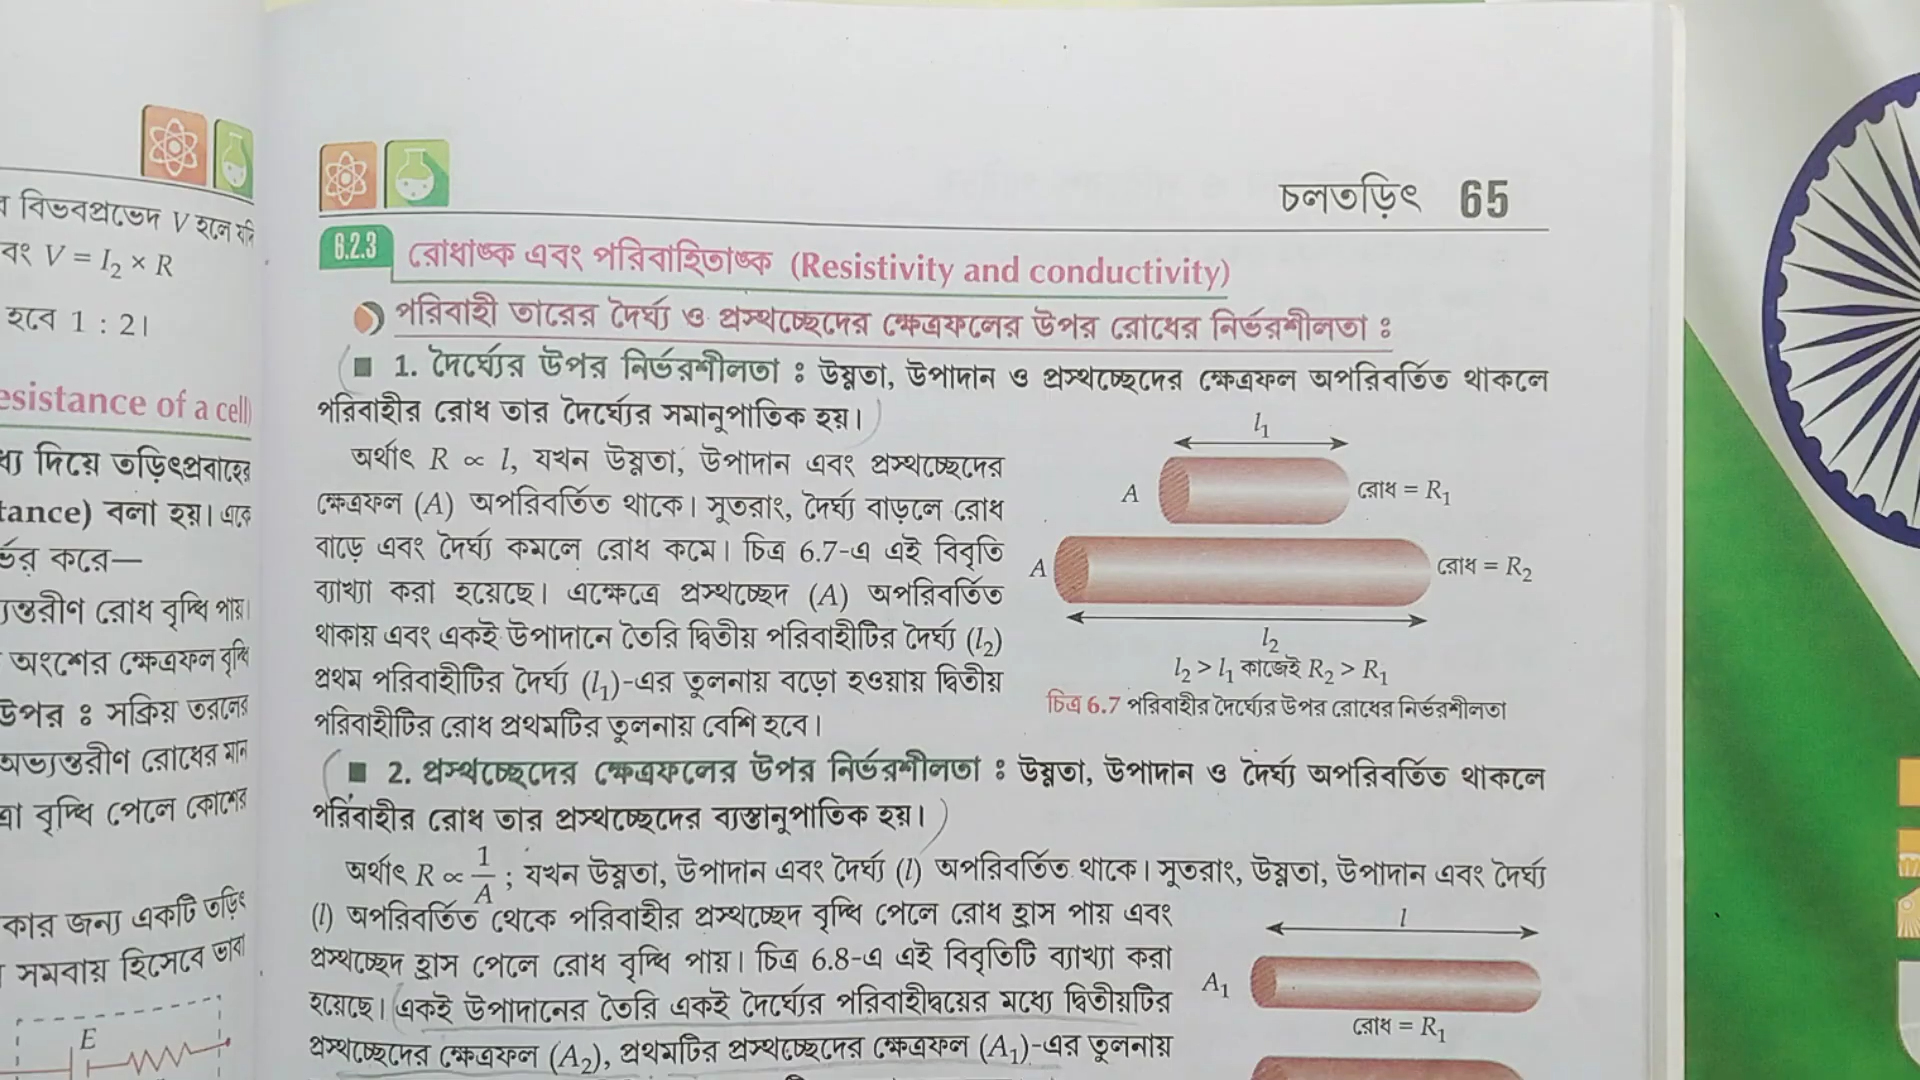 বিভবপ্রভেদ V হলে যদি
V = I₂ × R
হবে 1 : 2।
esistance of a cell)
দিয়ে তড়িৎপ্রবাহের
tance) বলা হয়। একে
র্ভর করে—
রোধ বৃদ্ধি পায়।
অংশের ক্ষেত্রফল বৃদ্ধি
উপর ঃ সক্রিয় তরলের
অভ্যন্তরীণ রোধের মান
বৃদ্ধি পেলে কোশের
কার জন্য একটি তড়িৎ
সমবায় হিসেবে ভাবা
E
চলতড়িৎ 65
6.2.3 রোধাঙ্ক এবং পরিবাহিতাঙ্ক (Resistivity and conductivity)
পরিবাহী তারের দৈর্ঘ্য ও প্রস্থচ্ছেদের ক্ষেত্রফলের উপর রোধের নির্ভরশীলতা ঃ
■ 1. দৈর্ঘ্যের উপর নির্ভরশীলতা ঃ উষ্ণতা, উপাদান ও প্রস্থচ্ছেদের ক্ষেত্রফল অপরিবর্তিত থাকলে
পরিবাহীর রোধ তার দৈর্ঘ্যের সমানুপাতিক হয়।
অর্থাৎ R ∝ l, যখন উষ্ণতা, উপাদান এবং প্রস্থচ্ছেদের
ক্ষেত্রফল (A) অপরিবর্তিত থাকে। সুতরাং, দৈর্ঘ্য বাড়লে রোধ
বাড়ে এবং দৈর্ঘ্য কমলে রোধ কমে। চিত্র 6.7-এ এই বিবৃতি
ব্যাখ্যা করা হয়েছে। এক্ষেত্রে প্রস্থচ্ছেদ (A) অপরিবর্তিত
থাকায় এবং একই উপাদানে তৈরি দ্বিতীয় পরিবাহীটির দৈর্ঘ্য (l₂)
প্রথম পরিবাহীটির দৈর্ঘ্য (l₁)-এর তুলনায় বড়ো হওয়ায় দ্বিতীয়
পরিবাহীটির রোধ প্রথমটির তুলনায় বেশি হবে।
l₁
A রোধ = R₁
A রোধ = R₂
l₂
l₂ > l₁ কাজেই R₂ > R₁
চিত্র 6.7 পরিবাহীর দৈর্ঘ্যের উপর রোধের নির্ভরশীলতা
■ 2. প্রস্থচ্ছেদের ক্ষেত্রফলের উপর নির্ভরশীলতা ঃ উষ্ণতা, উপাদান ও দৈর্ঘ্য অপরিবর্তিত থাকলে
পরিবাহীর রোধ তার প্রস্থচ্ছেদের ব্যস্তানুপাতিক হয়।
অর্থাৎ R ∝ 1/A ; যখন উষ্ণতা, উপাদান এবং দৈর্ঘ্য (l) অপরিবর্তিত থাকে। সুতরাং, উষ্ণতা, উপাদান এবং দৈর্ঘ্য
(l) অপরিবর্তিত থেকে পরিবাহীর প্রস্থচ্ছেদ বৃদ্ধি পেলে রোধ হ্রাস পায় এবং
প্রস্থচ্ছেদ হ্রাস পেলে রোধ বৃদ্ধি পায়। চিত্র 6.8-এ এই বিবৃতিটি ব্যাখ্যা করা
হয়েছে। একই উপাদানের তৈরি একই দৈর্ঘ্যের পরিবাহীদ্বয়ের মধ্যে দ্বিতীয়টির
প্রস্থচ্ছেদের ক্ষেত্রফল (A₂), প্রথমটির প্রস্থচ্ছেদের ক্ষেত্রফল (A₁)-এর তুলনায়
l
A₁
রোধ = R₁